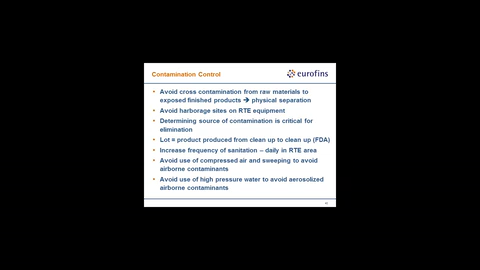 Contamination Control
eurofins
• Avoid cross contamination from raw materials to
exposed finished products ➔ physical separation
• Avoid harborage sites on RTE equipment
• Determining source of contamination is critical for
elimination
• Lot = product produced from clean up to clean up (FDA)
• Increase frequency of sanitation – daily in RTE area
• Avoid use of compressed air and sweeping to avoid
airborne contaminants
• Avoid use of high pressure water to avoid aerosolized
airborne contaminants